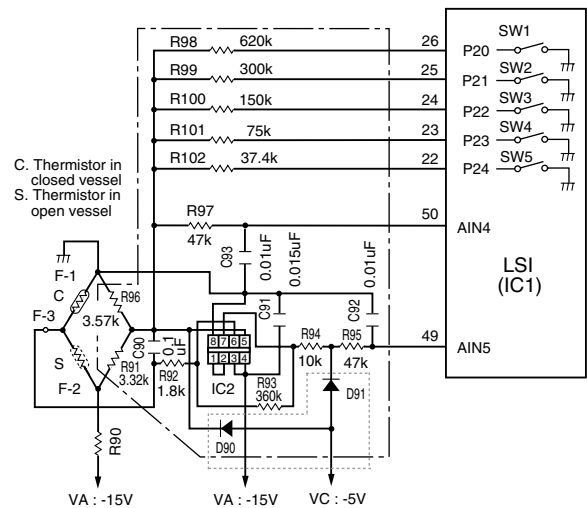 R98 620k 26 P20 SW1
R99 300k 25 P21 SW2
R100 150k 24 P22 SW3
R101 75k 23 P23 SW4
R102 37.4k 22 P24 SW5
C. Thermistor in
closed vessel
S. Thermistor in
open vessel
R97 47k 50 AIN4
LSI
(IC1)
C93 0.01uF
C91 0.015uF
C92 0.01uF
F-1
C
R96
F-3
3.57k
S
R91
3.32k
F-2
C90 0.1
uF
R92
1.8k
8 7 6 5
1 2 3 4
IC2
R94
10k
R95
47k
49 AIN5
R93
360k
D91
D90
R90
VA : -15V
VA : -15V
VC : -5V